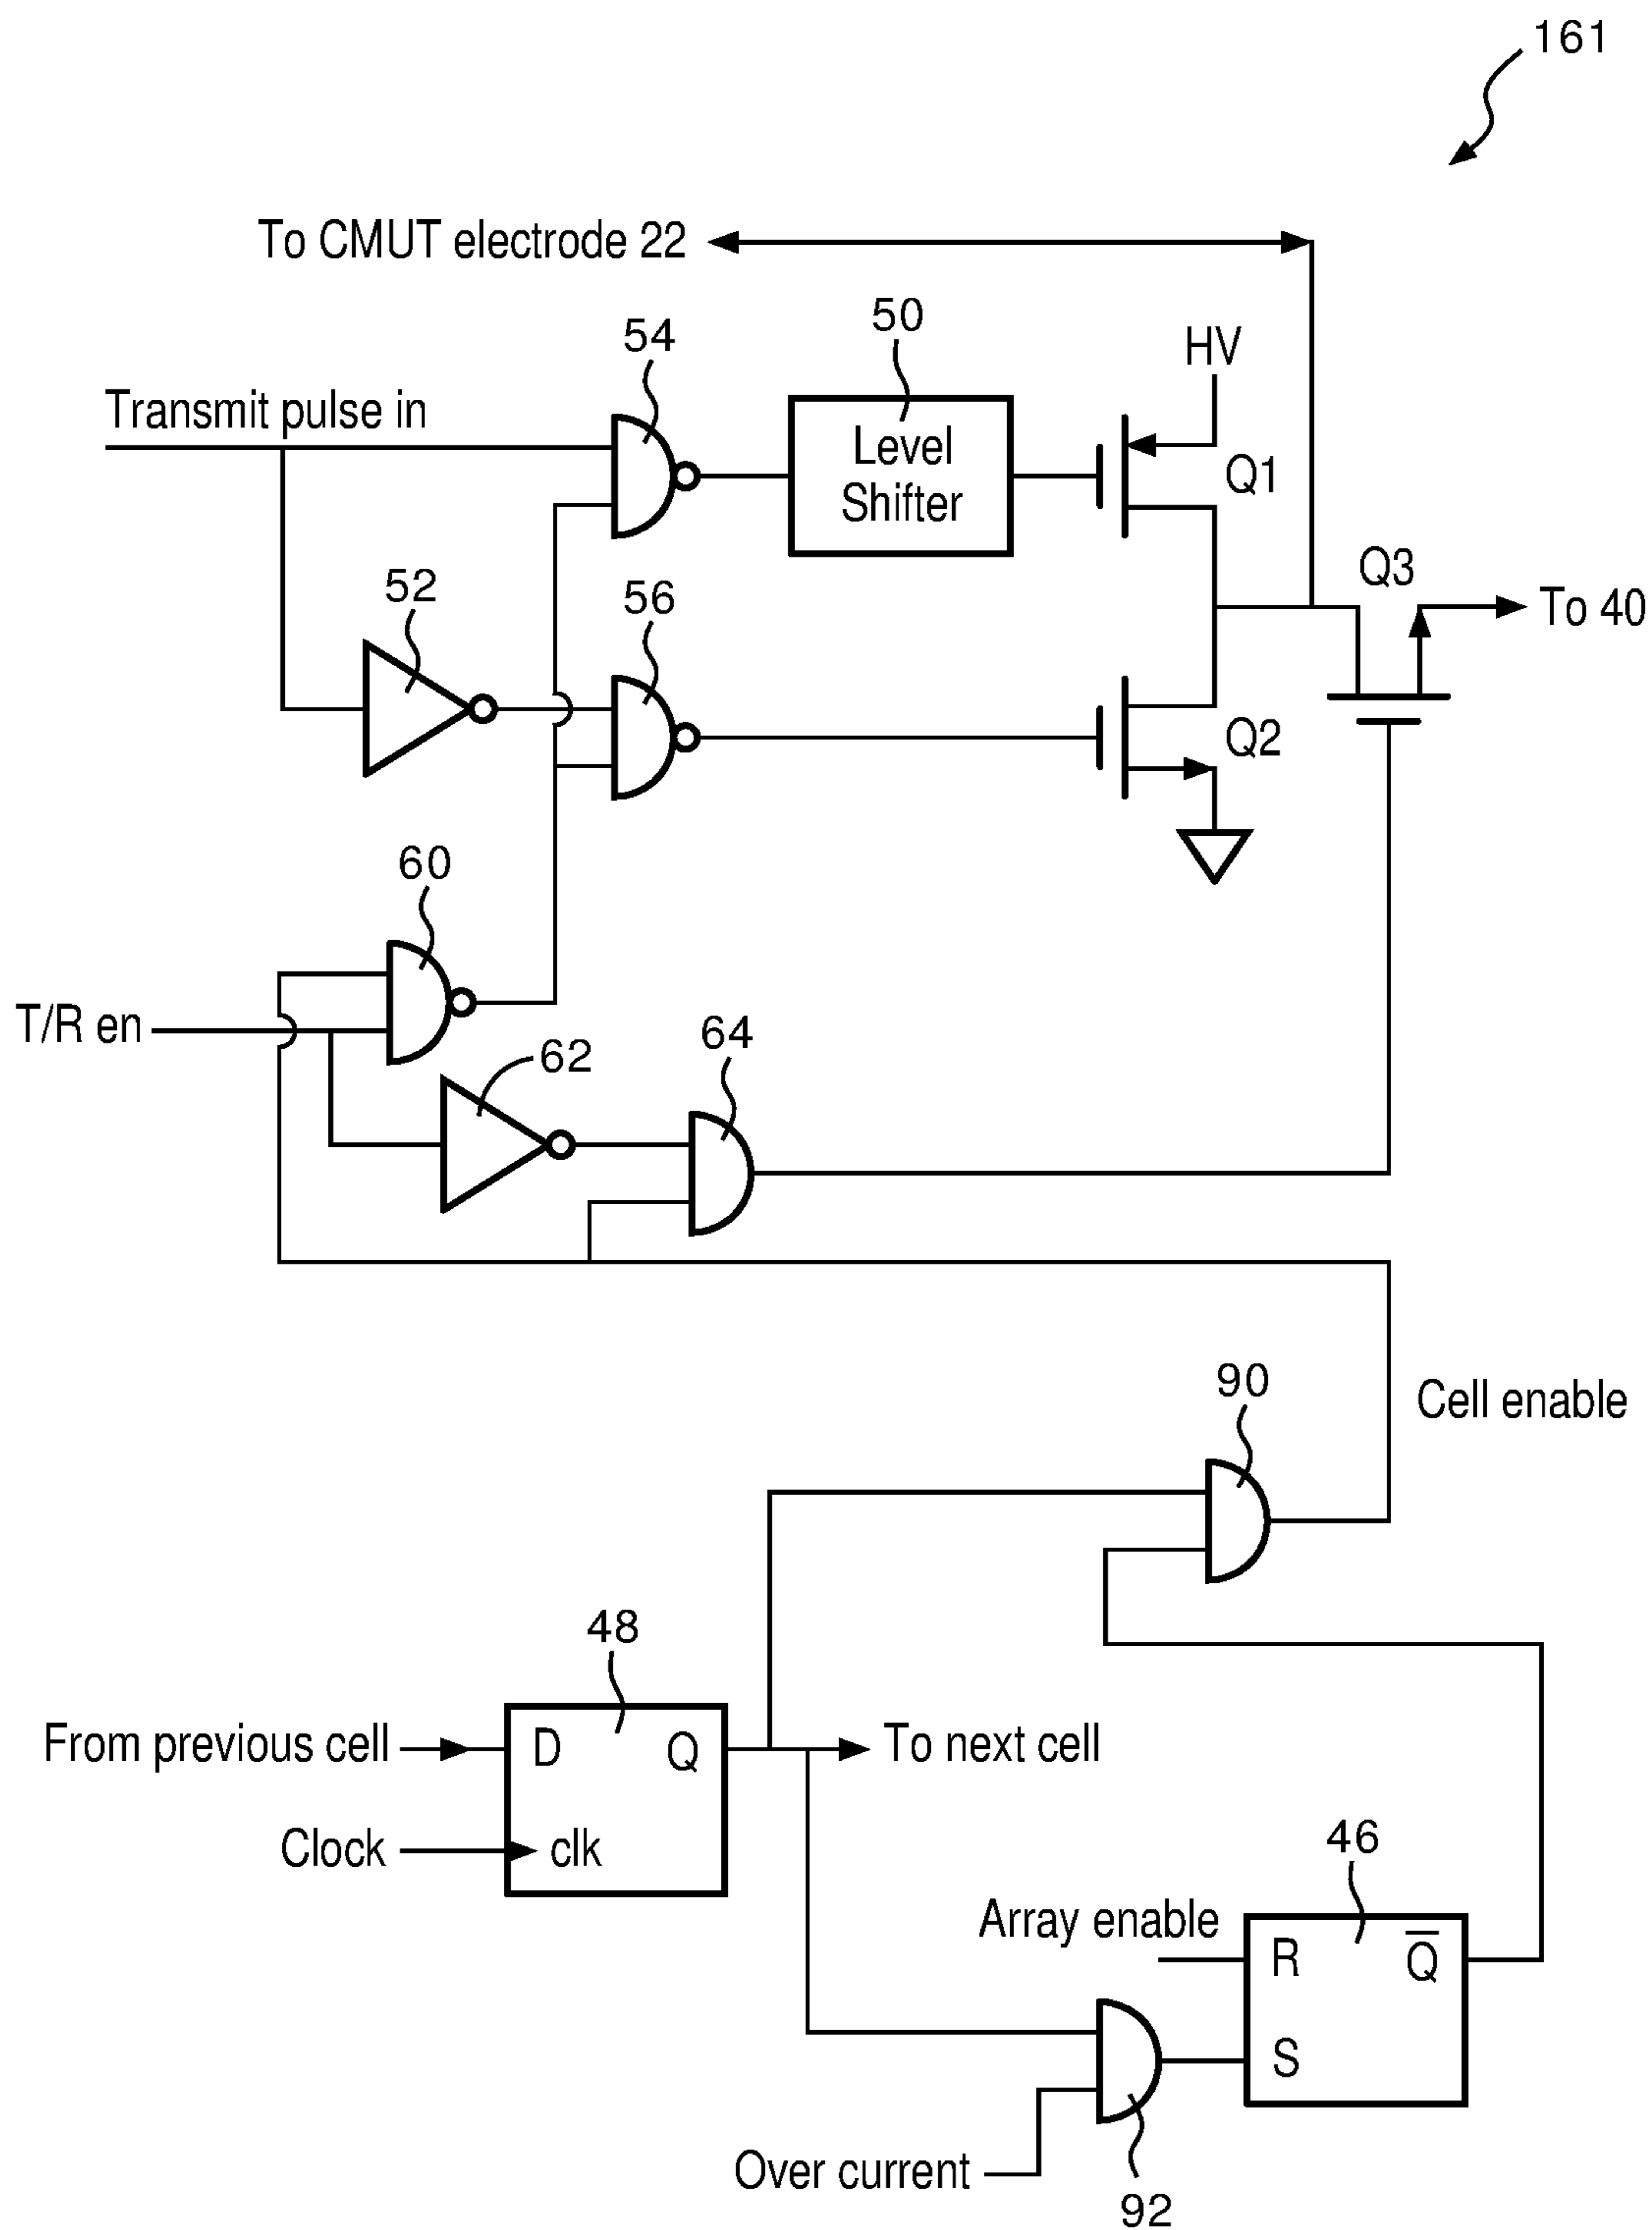 161
To CMUT electrode 22
50
54
HV
Transmit pulse in
Level
Shifter
Q1
Q3
52
56
To 40
Q2
60
T/R en
64
62
90
Cell enable
48
From previous cell
D
Q
To next cell
Clock
clk
46
Array enable
R
Q̅
S
Over current
92